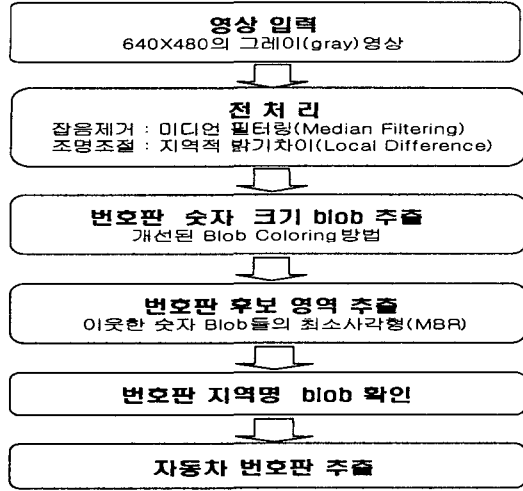 영상 입력
640X480의 그레이(gray)영상
전 처리
잡음제거 : 미디언 필터링(Median Filtering)
조명조절 : 지역적 밝기차이(Local Difference)
번호판 숫자 크기 blob 추출
개선된 Blob Coloring방법
번호판 후보 영역 추출
이웃한 숫자 Blob들의 최소사각형(MBR)
번호판 지역명 blob 확인
자동차 번호판 추출